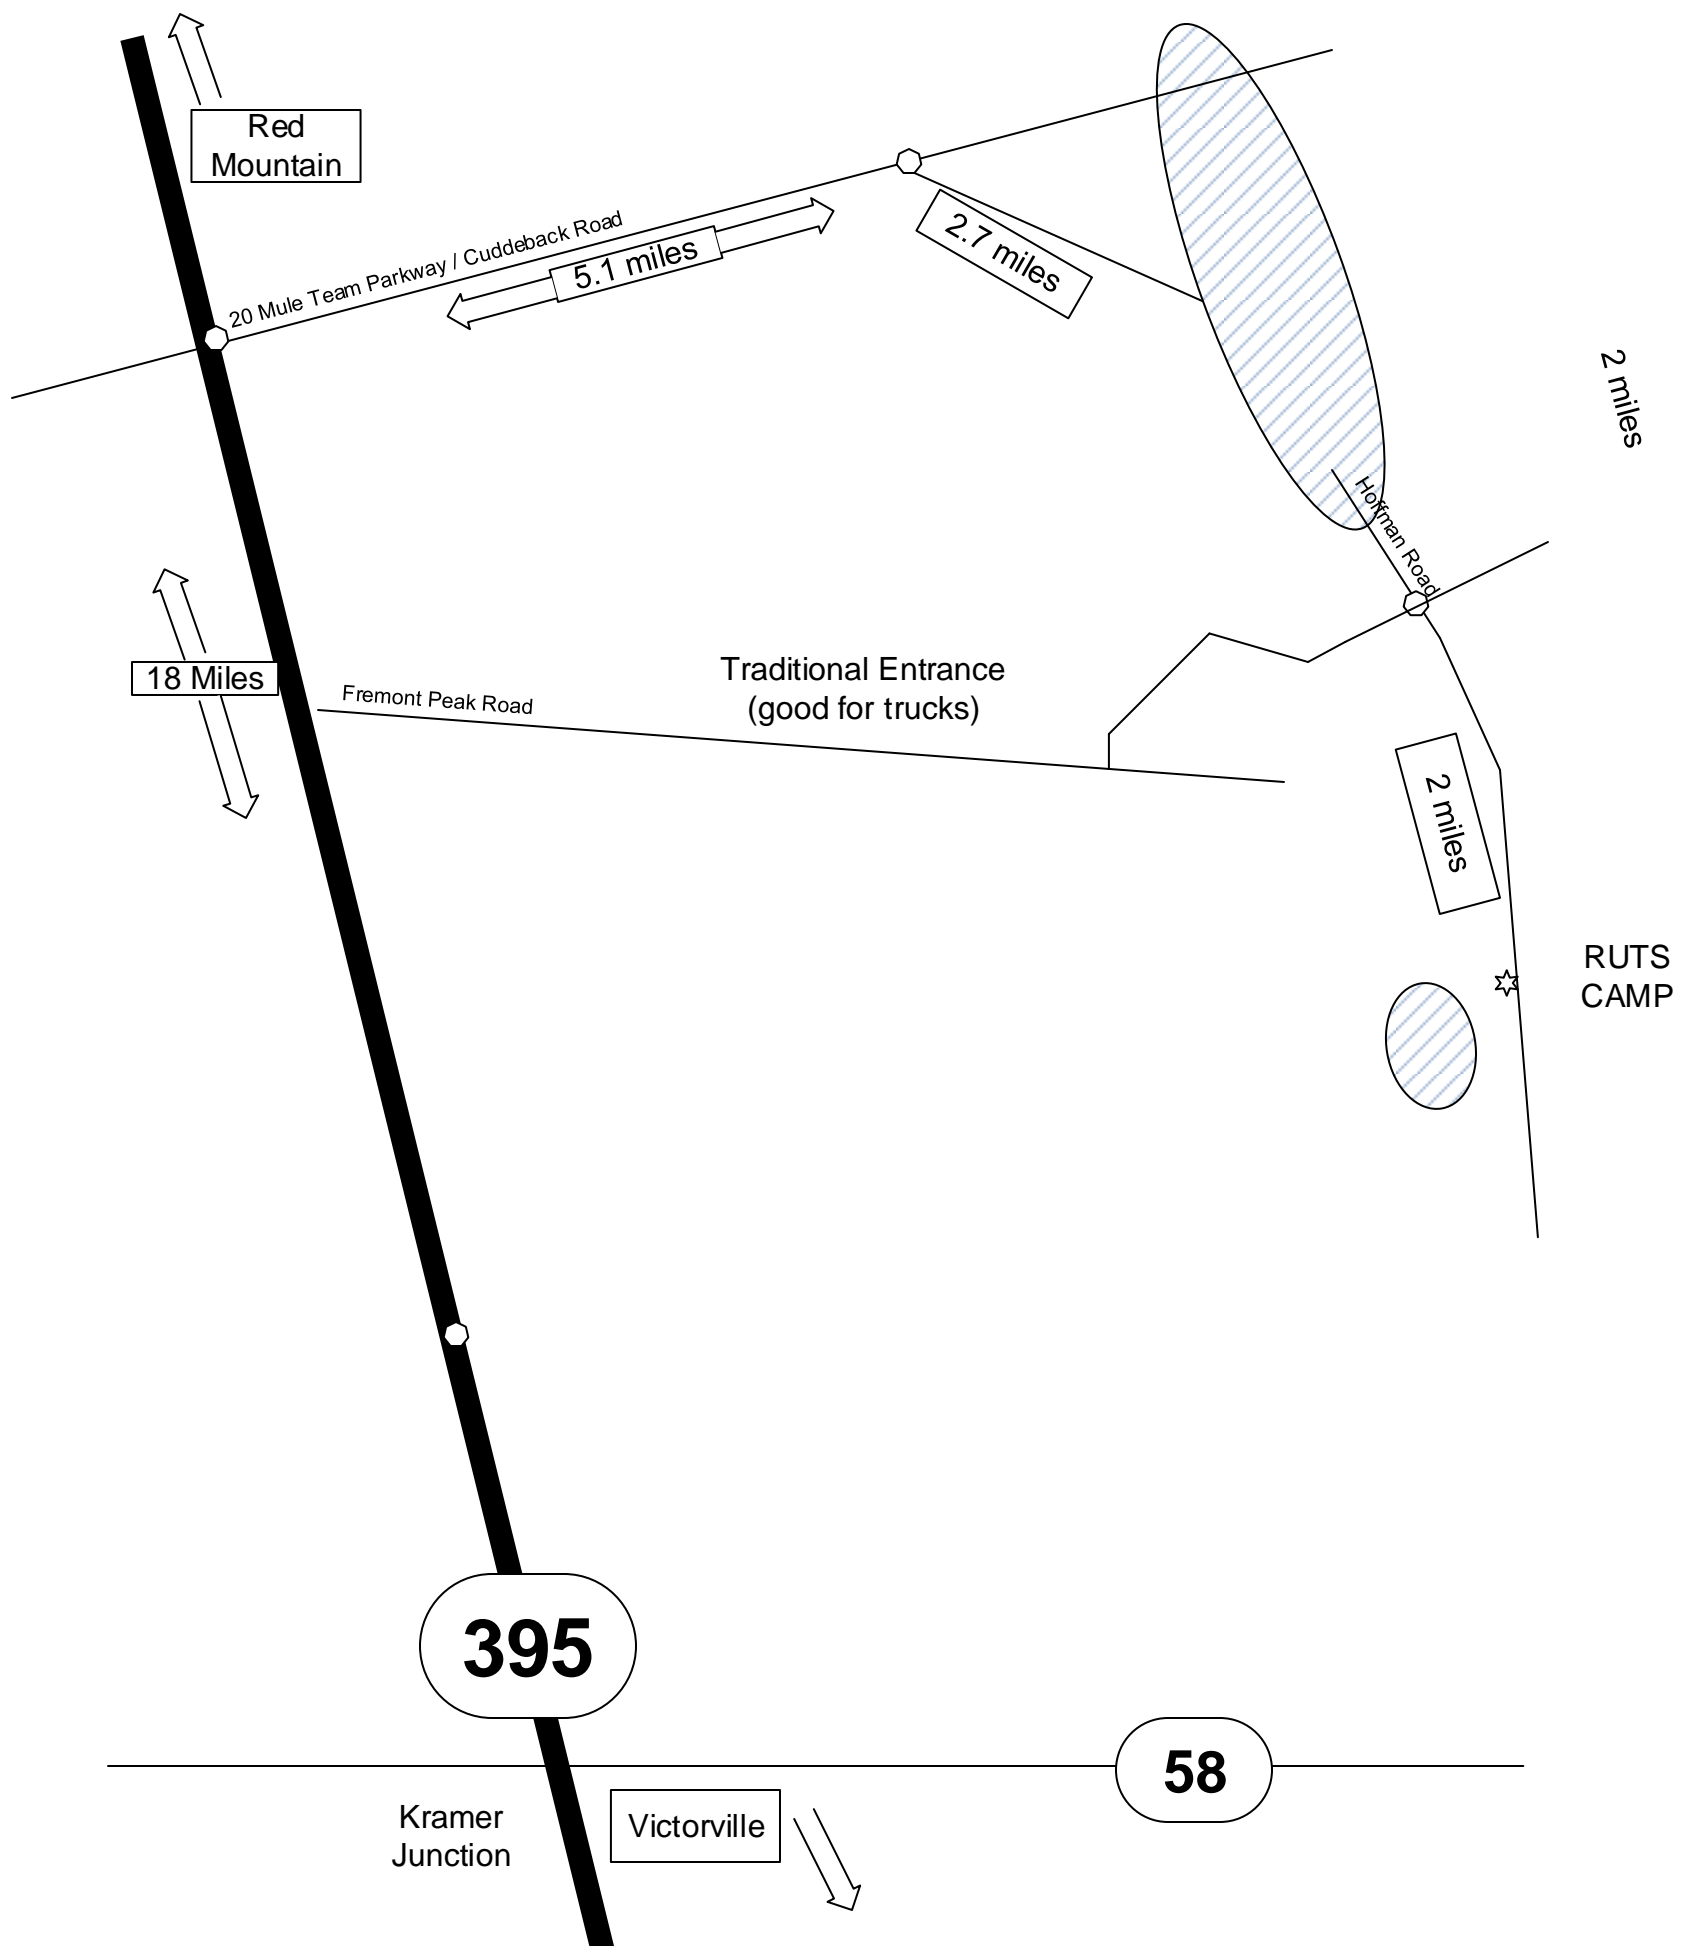 Red
Mountain
20 Mule Team Parkway / Cuddeback Road
5.1 miles
2.7 miles
2 miles
Hoffman Road
18 Miles
Fremont Peak Road
Traditional Entrance
(good for trucks)
2 miles
RUTS
CAMP
395
58
Kramer
Junction
Victorville